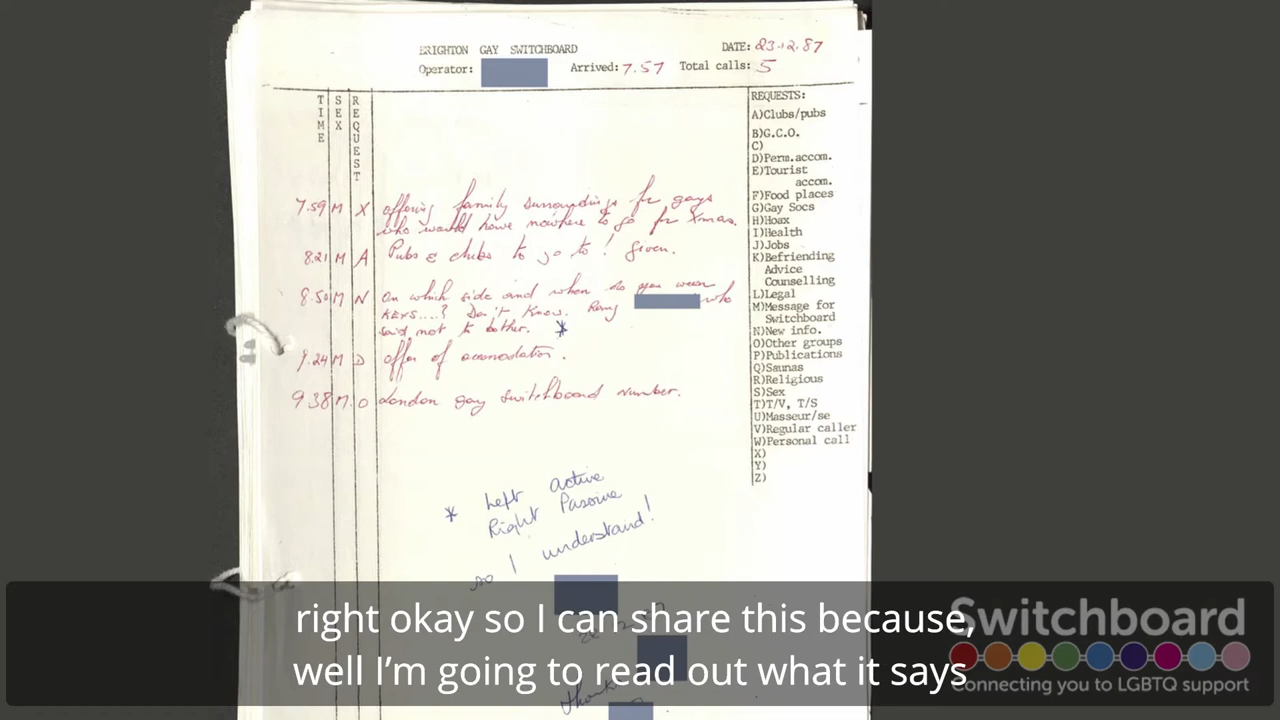 BRIGHTON GAY SWITCHBOARD
DATE: 23.12.87
Operator:
Arrived: 7.57 Total calls: 5
TIME
SEX
REQUEST
7.59 M X offering family surroundings for gays
who would have nowhere to go for Xmas.
8.21 M A Pubs & clubs to go to! given.
8.50 M N On which side and when do you wear
KEYS....? Don't know. Rang who
said not to bother. *
9.24 M D offer of accomodation.
9.38 M. O London gay switchboard number.
REQUESTS:
A)Clubs/pubs
B)G.C.O.
C)
D)Perm.accom.
E)Tourist
accom.
F)Food places
G)Gay Socs
H)Hoax
I)Health
J)Jobs
K)Befriending
Advice
Counselling
L)Legal
M)Message for
Switchboard
N)New info.
O)Other groups
P)Publications
Q)Saunas
R)Religious
S)Sex
T)T/V, T/S
U)Masseur/se
V)Regular caller
W)Personal call
X)
Y)
Z)
* Left active
Right Passive
so I understand!
right okay so I can share this because,
well I'm going to read out what it says
Switchboard
Connecting you to LGBTQ support